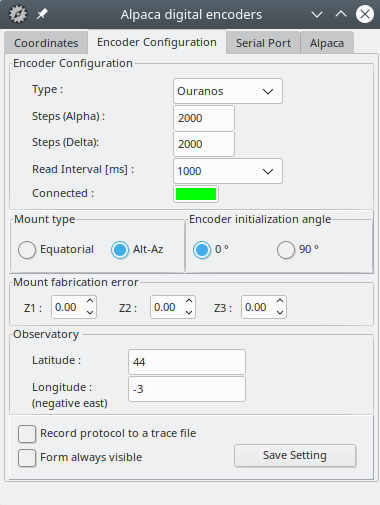 Alpaca digital encoders
Coordinates Encoder Configuration Serial Port Alpaca
Encoder Configuration
Type : Ouranos
Steps (Alpha) : 2000
Steps (Delta): 2000
Read Interval [ms] : 1000
Connected :
Mount type Encoder initialization angle
Equatorial Alt-Az 0 ° 90 °
Mount fabrication error
Z1 : 0.00 Z2 : 0.00 Z3 : 0.00
Observatory
Latitude : 44
Longitude : -3
(negative east)
Record protocol to a trace file
Form always visible Save Setting